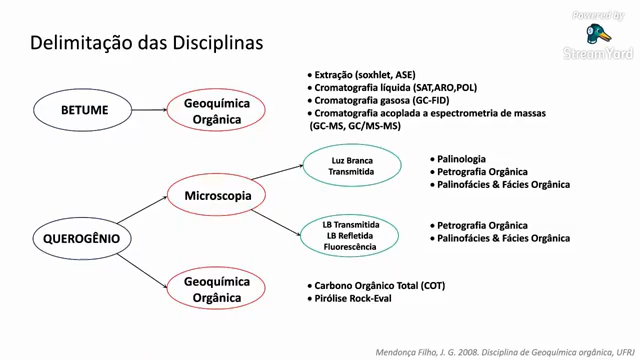 Powered by
StreamYard
Delimitação das Disciplinas
BETUME
Geoquímica
Orgânica
• Extração (soxhlet, ASE)
• Cromatografia líquida (SAT,ARO,POL)
• Cromatografia gasosa (GC-FID)
• Cromatografia acoplada a espectrometria de massas
(GC-MS, GC/MS-MS)
QUEROGÊNIO
Microscopia
Luz Branca
Transmitida
• Palinologia
• Petrografia Orgânica
• Palinofácies & Fácies Orgânica
LB Transmitida
LB Refletida
Fluorescência
• Petrografia Orgânica
• Palinofácies & Fácies Orgânica
Geoquímica
Orgânica
• Carbono Orgânico Total (COT)
• Pirólise Rock-Eval
Mendonça Filho, J. G. 2008. Disciplina de Geoquímica orgânica, UFRJ